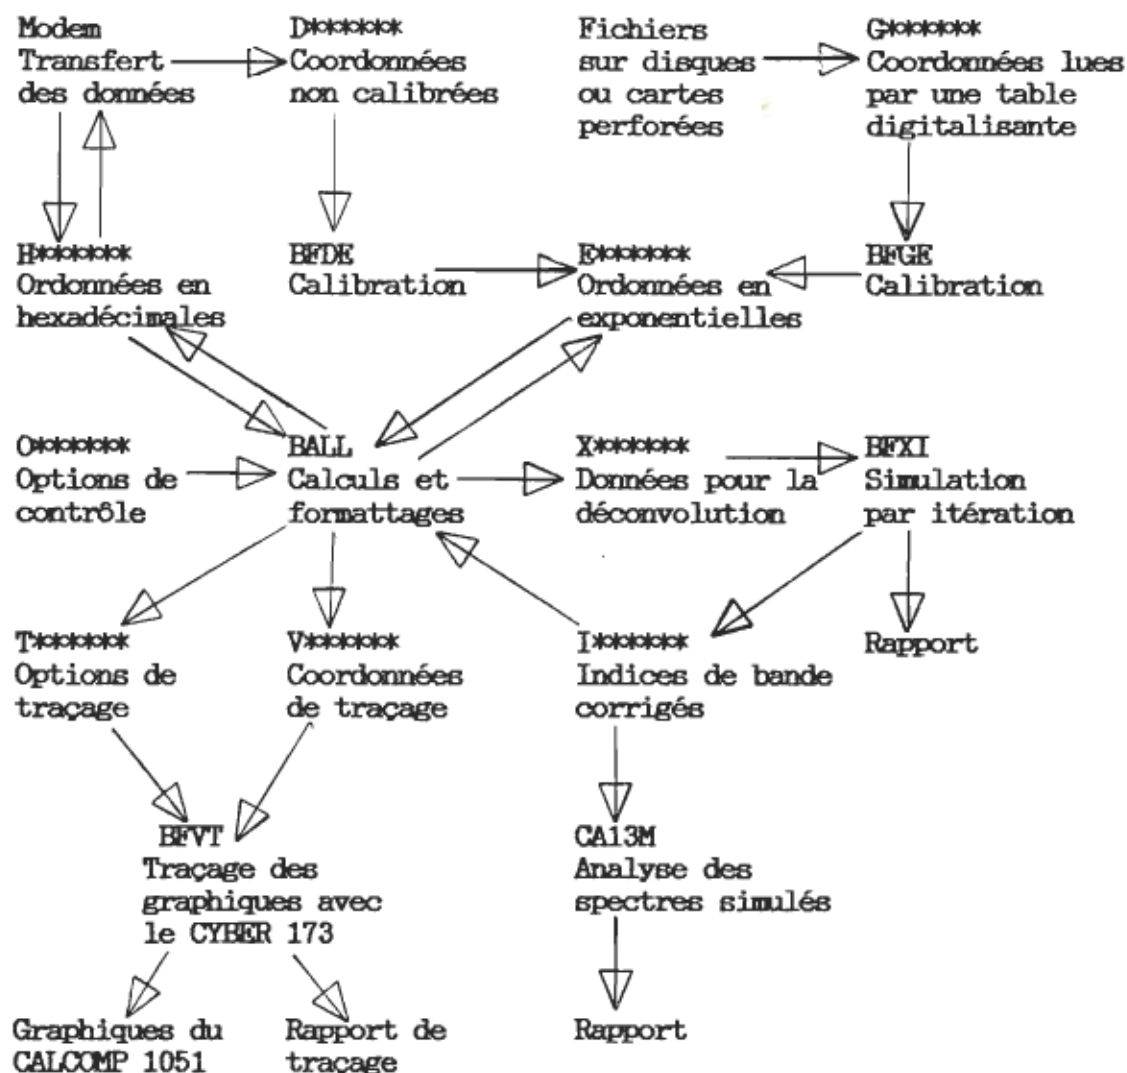 Modem
Transfert
des données
D*******
Coordonnées
non calibrées
Fichiers
sur disques
ou cartes
perforées
G*******
Coordonnées lues
par une table
digitalisante
H*******
Ordonnées en
hexadécimales
BFDE
Calibration
E*******
Ordonnées en
exponentielles
BFGE
Calibration
O*******
Options de
contrôle
BALL
Calculs et
formattages
X*******
Données pour la
déconvolution
BFXI
Simulation
par itération
T*******
Options de
traçage
V*******
Coordonnées
de traçage
I*******
Indices de bande
corrigés
Rapport
BFVT
Traçage des
graphiques avec
le CYBER 173
CA13M
Analyse des
spectres simulés
Graphiques du
CALCOMP 1051
Rapport de
traçage
Rapport